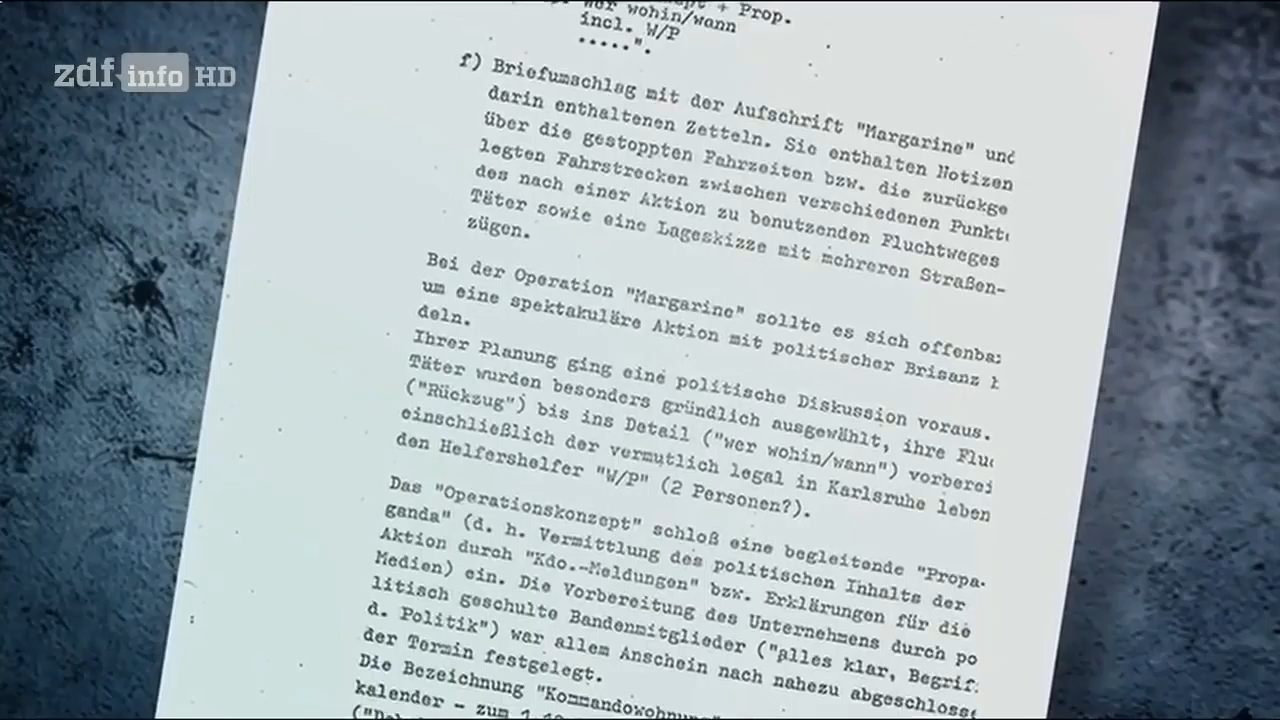 zdf info HD
+ Prop.
wer wohin/wann
incl. W/P
.....".
f) Briefumschlag mit der Aufschrift "Margarine" und
darin enthaltenen Zetteln. Sie enthalten Notizen
über die gestoppten Fahrzeiten bzw. die zurückge
legten Fahrstrecken zwischen verschiedenen Punkt
des nach einer Aktion zu benutzenden Fluchtweges
Täter sowie eine Lageskizze mit mehreren Straßen-
zügen.
Bei der Operation "Margarine" sollte es sich offenba
um eine spektakuläre Aktion mit politischer Brisanz
deln.
Ihrer Planung ging eine politische Diskussion voraus.
Täter wurden besonders gründlich ausgewählt, ihre Fluc
("Rückzug") bis ins Detail ("wer wohin/wann") vorberei
einschließlich der vermutlich legal in Karlsruhe leben
den Helfershelfer "W/P" (2 Personen?).
Das "Operationskonzept" schloß eine begleitende "Propa-
ganda" (d. h. Vermittlung des politischen Inhalts der
Aktion durch "Kdo.-Meldungen" bzw. Erklärungen für die
Medien) ein. Die Vorbereitung des Unternehmens durch po
litisch geschulte Bandenmitglieder ("alles klar, Begrif
d. Politik") war allem Anschein nach nahezu abgeschlosse
der Termin festgelegt.
Die Bezeichnung "Kommandowohnung"
kalender - zum